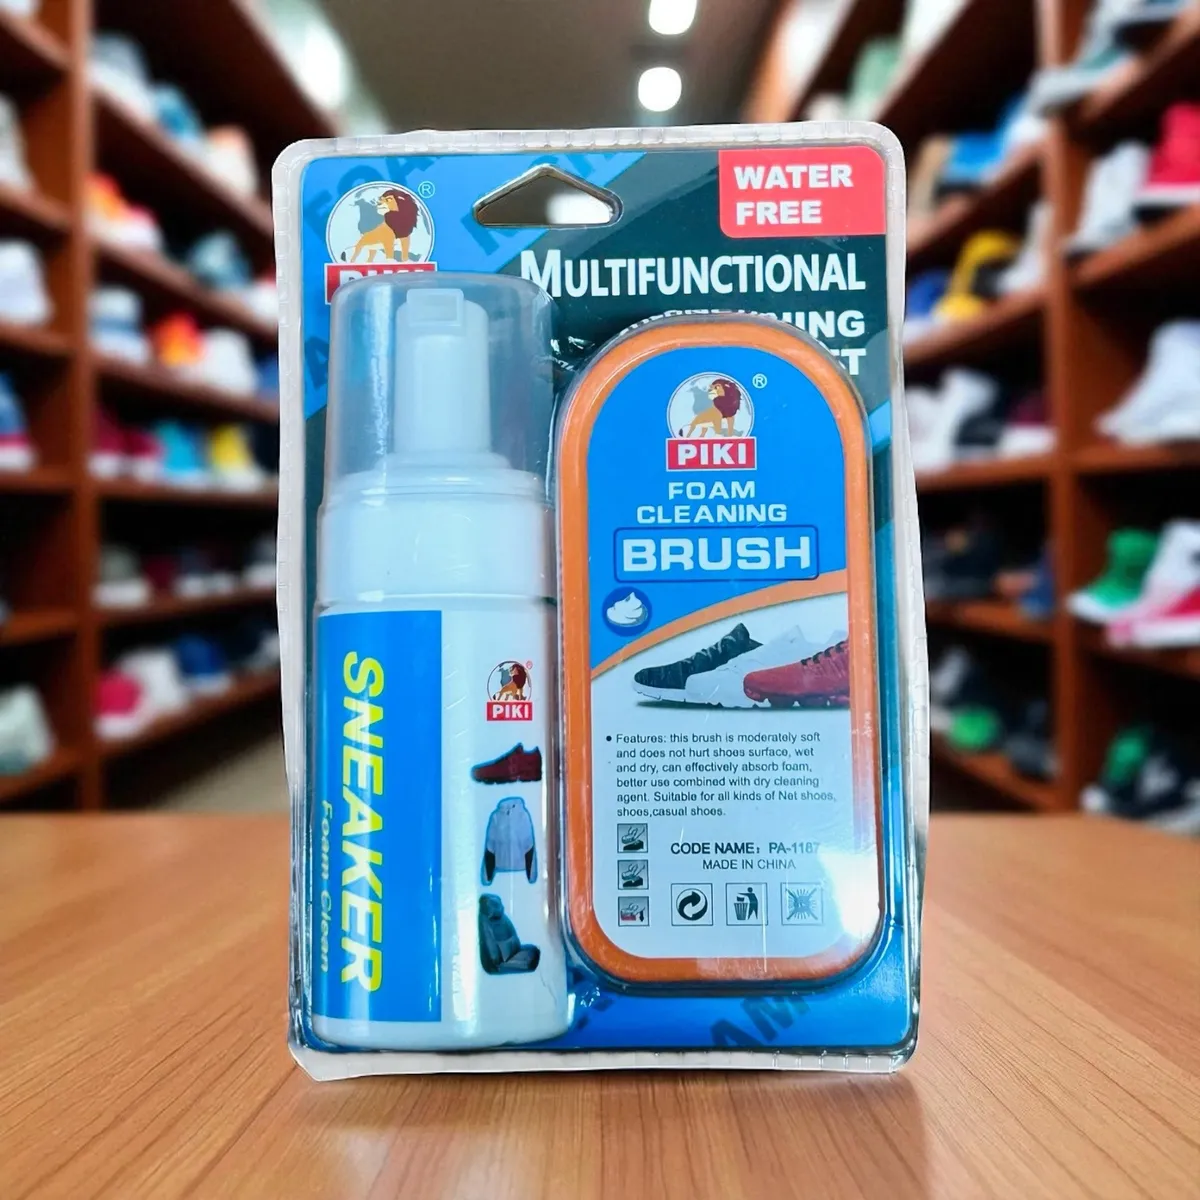 WATER
FREE
MULTIFUNCTIONAL
®
PIKI
FOAM
CLEANING
BRUSH
®
SNEAKER
Foam Clean
PIKI
• Features: this brush is moderately soft
and does not hurt shoes surface, wet
and dry, can effectively absorb foam,
better use combined with dry cleaning
agent. Suitable for all kinds of Net shoes,
shoes,casual shoes.
CODE NAME: PA-1187
MADE IN CHINA